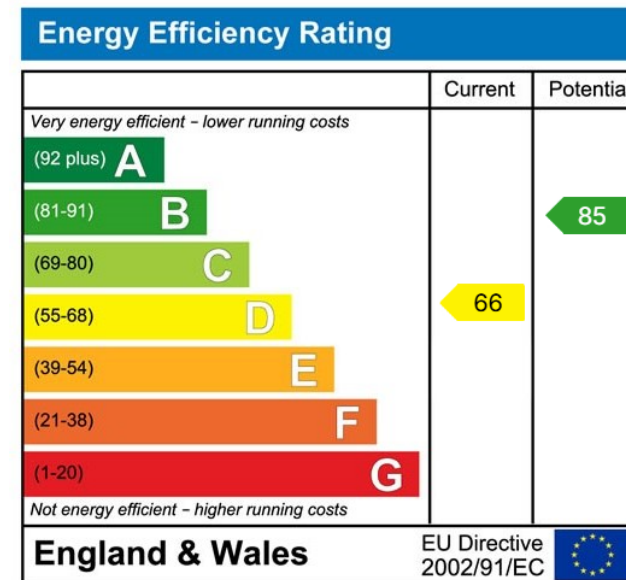 Energy Efficiency Rating
Current Potentia
Very energy efficient – lower running costs
(92 plus) A
(81-91) B
85
(69-80) C
(55-68) D
66
(39-54) E
(21-38) F
(1-20) G
Not energy efficient – higher running costs
England & Wales
EU Directive
2002/91/EC